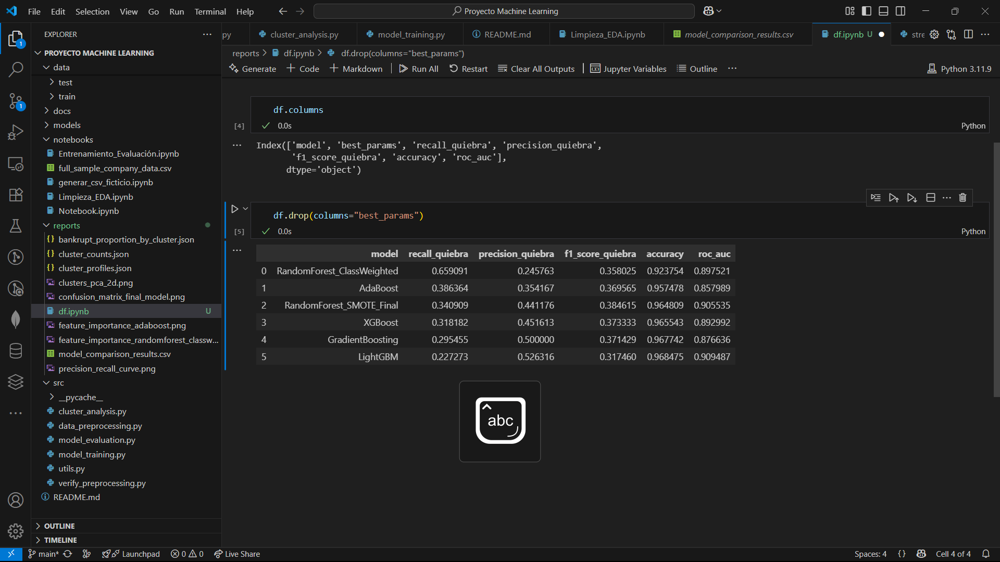 File Edit Selection View Go Run Terminal Help
Proyecto Machine Learning
EXPLORER
py
cluster_analysis.py
model_training.py
README.md
Limpieza_EDA.ipynb
model_comparison_results.csv
df.ipynb U
stre
PROYECTO MACHINE LEARNING
data
test
train
docs
models
notebooks
Entrenamiento_Evaluación.ipynb
full_sample_company_data.csv
generar_csv_ficticio.ipynb
Limpieza_EDA.ipynb
Notebook.ipynb
reports
bankrupt_proportion_by_cluster.json
cluster_counts.json
cluster_profiles.json
clusters_pca_2d.png
confusion_matrix_final_model.png
df.ipynb U
feature_importance_adaboost.png
feature_importance_randomforest_classw...
model_comparison_results.csv
precision_recall_curve.png
src
__pycache__
cluster_analysis.py
data_preprocessing.py
model_evaluation.py
model_training.py
utils.py
verify_preprocessing.py
README.md
OUTLINE
TIMELINE
1
1
reports > df.ipynb > df.drop(columns="best_params")
Generate + Code + Markdown | Run All Restart Clear All Outputs | Jupyter Variables Outline ... Python 3.11.9
df.columns
[4] 0.0s Python
Index(['model', 'best_params', 'recall_quiebra', 'precision_quiebra',
'f1_score_quiebra', 'accuracy', 'roc_auc'],
dtype='object')
df.drop(columns="best_params")
[5] 0.0s Python
model recall_quiebra precision_quiebra f1_score_quiebra accuracy roc_auc
0 RandomForest_ClassWeighted 0.659091 0.245763 0.358025 0.923754 0.897521
1 AdaBoost 0.386364 0.354167 0.369565 0.957478 0.857989
2 RandomForest_SMOTE_Final 0.340909 0.441176 0.384615 0.964809 0.905535
3 XGBoost 0.318182 0.451613 0.373333 0.965543 0.892992
4 GradientBoosting 0.295455 0.500000 0.371429 0.967742 0.876636
5 LightGBM 0.227273 0.526316 0.317460 0.968475 0.909487
abc
main* Launchpad 0 0 Live Share
Spaces: 4 {} Cell 4 of 4